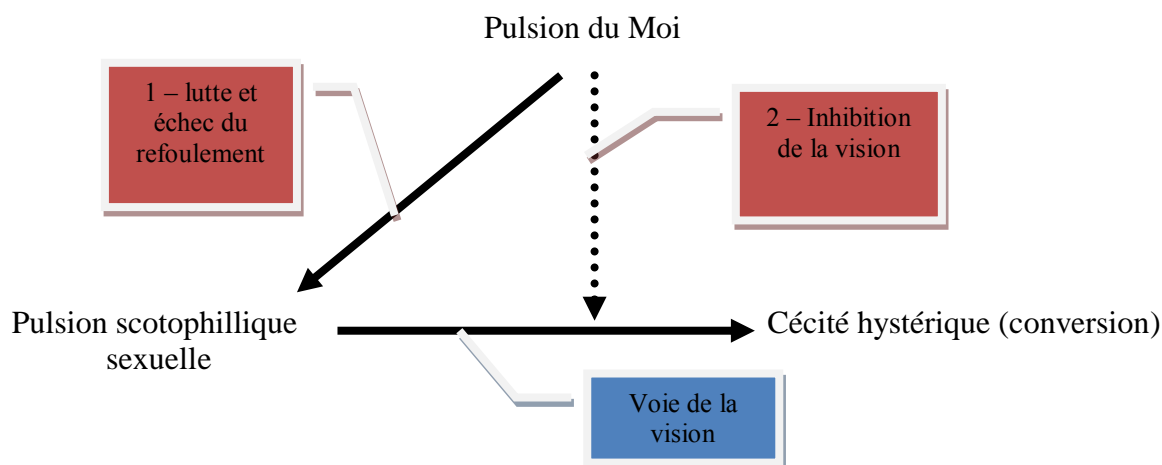 Pulsion du Moi
1 – lutte et
échec du
refoulement
2 – Inhibition
de la vision
Pulsion scotophillique
sexuelle
Cécité hystérique (conversion)
Voie de la
vision